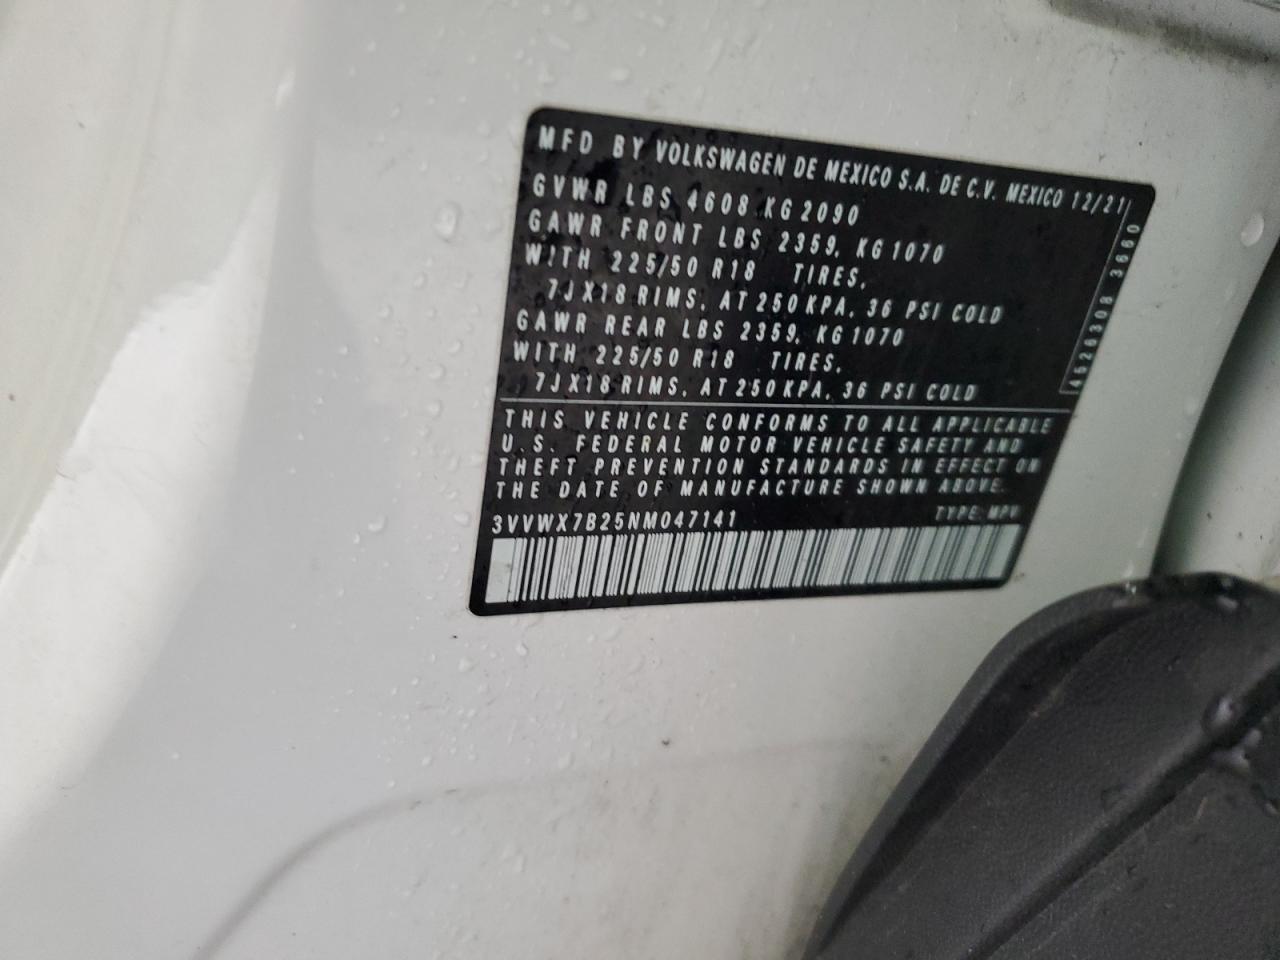 MFD BY VOLKSWAGEN DE MEXICO S.A. DE C.V. MEXICO 12/21
GVWR LBS 4608 KG 2090
GAWR FRONT LBS 2359, KG 1070
WITH 225/50 R18 TIRES,
7JX18 RIMS, AT 250 KPA, 36 PSI COLD
GAWR REAR LBS 2359, KG 1070
WITH 225/50 R18 TIRES,
7JX18 RIMS, AT 250 KPA, 36 PSI COLD
4526308 3660
THIS VEHICLE CONFORMS TO ALL APPLICABLE
U.S. FEDERAL MOTOR VEHICLE SAFETY AND
THEFT PREVENTION STANDARDS IN EFFECT ON
THE DATE OF MANUFACTURE SHOWN ABOVE.
3VVWX7B25NM047141 TYPE: MPV